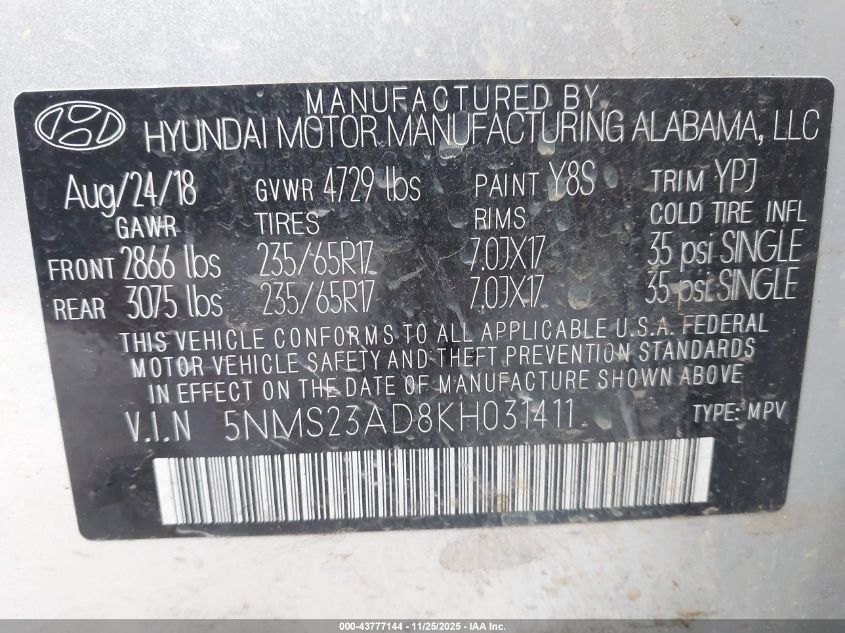 MANUFACTURED BY
HYUNDAI MOTOR MANUFACTURING ALABAMA, LLC
Aug/24/18 GVWR 4729 lbs PAINT Y8S TRIM YPJ
GAWR TIRES RIMS COLD TIRE INFL
FRONT 2866 lbs 235/65R17 7.0JX17 35 psi SINGLE
REAR 3075 lbs 235/65R17 7.0JX17 35 psi SINGLE
THIS VEHICLE CONFORMS TO ALL APPLICABLE U.S.A. FEDERAL
MOTOR VEHICLE SAFETY AND THEFT PREVENTION STANDARDS
IN EFFECT ON THE DATE OF MANUFACTURE SHOWN ABOVE.
V.I.N 5NMS23AD8KH031411 TYPE: MPV
000-43777144 - 11/25/2025 - IAA Inc.